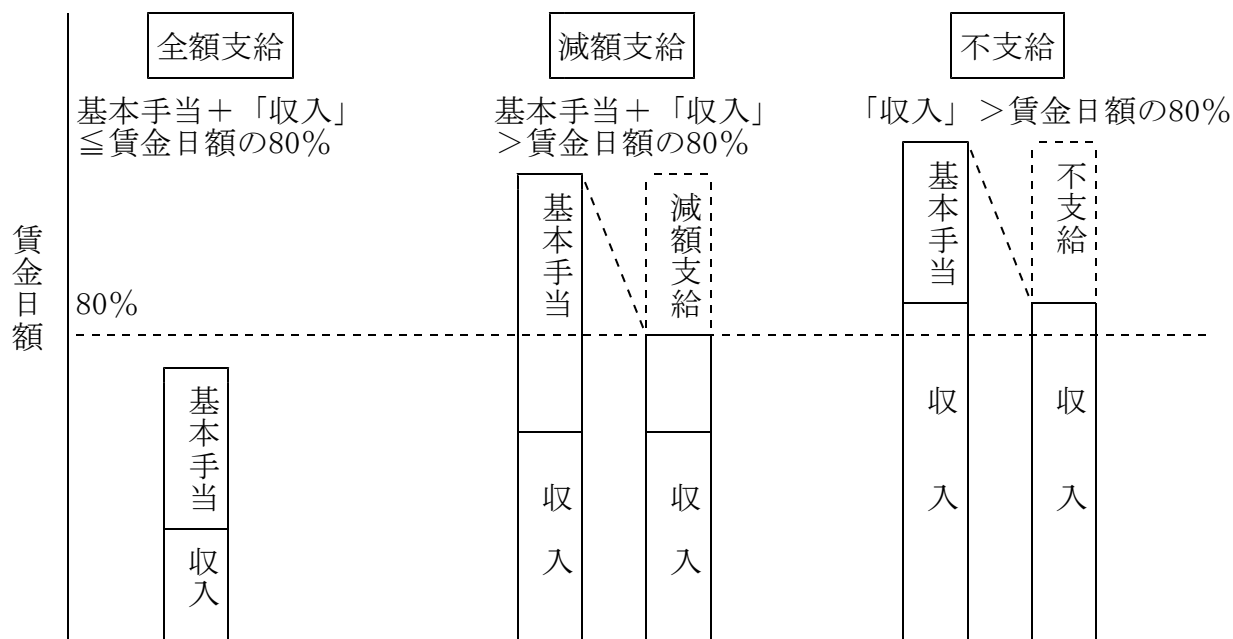 全額支給
減額支給
不支給
基本手当＋「収入」
≦賃金日額の80％
基本手当＋「収入」
＞賃金日額の80％
「収入」＞賃金日額の80％
賃金日額
80％
基本手当
収入
基本手当
収入
減額支給
収入
基本手当
収入
不支給
収入